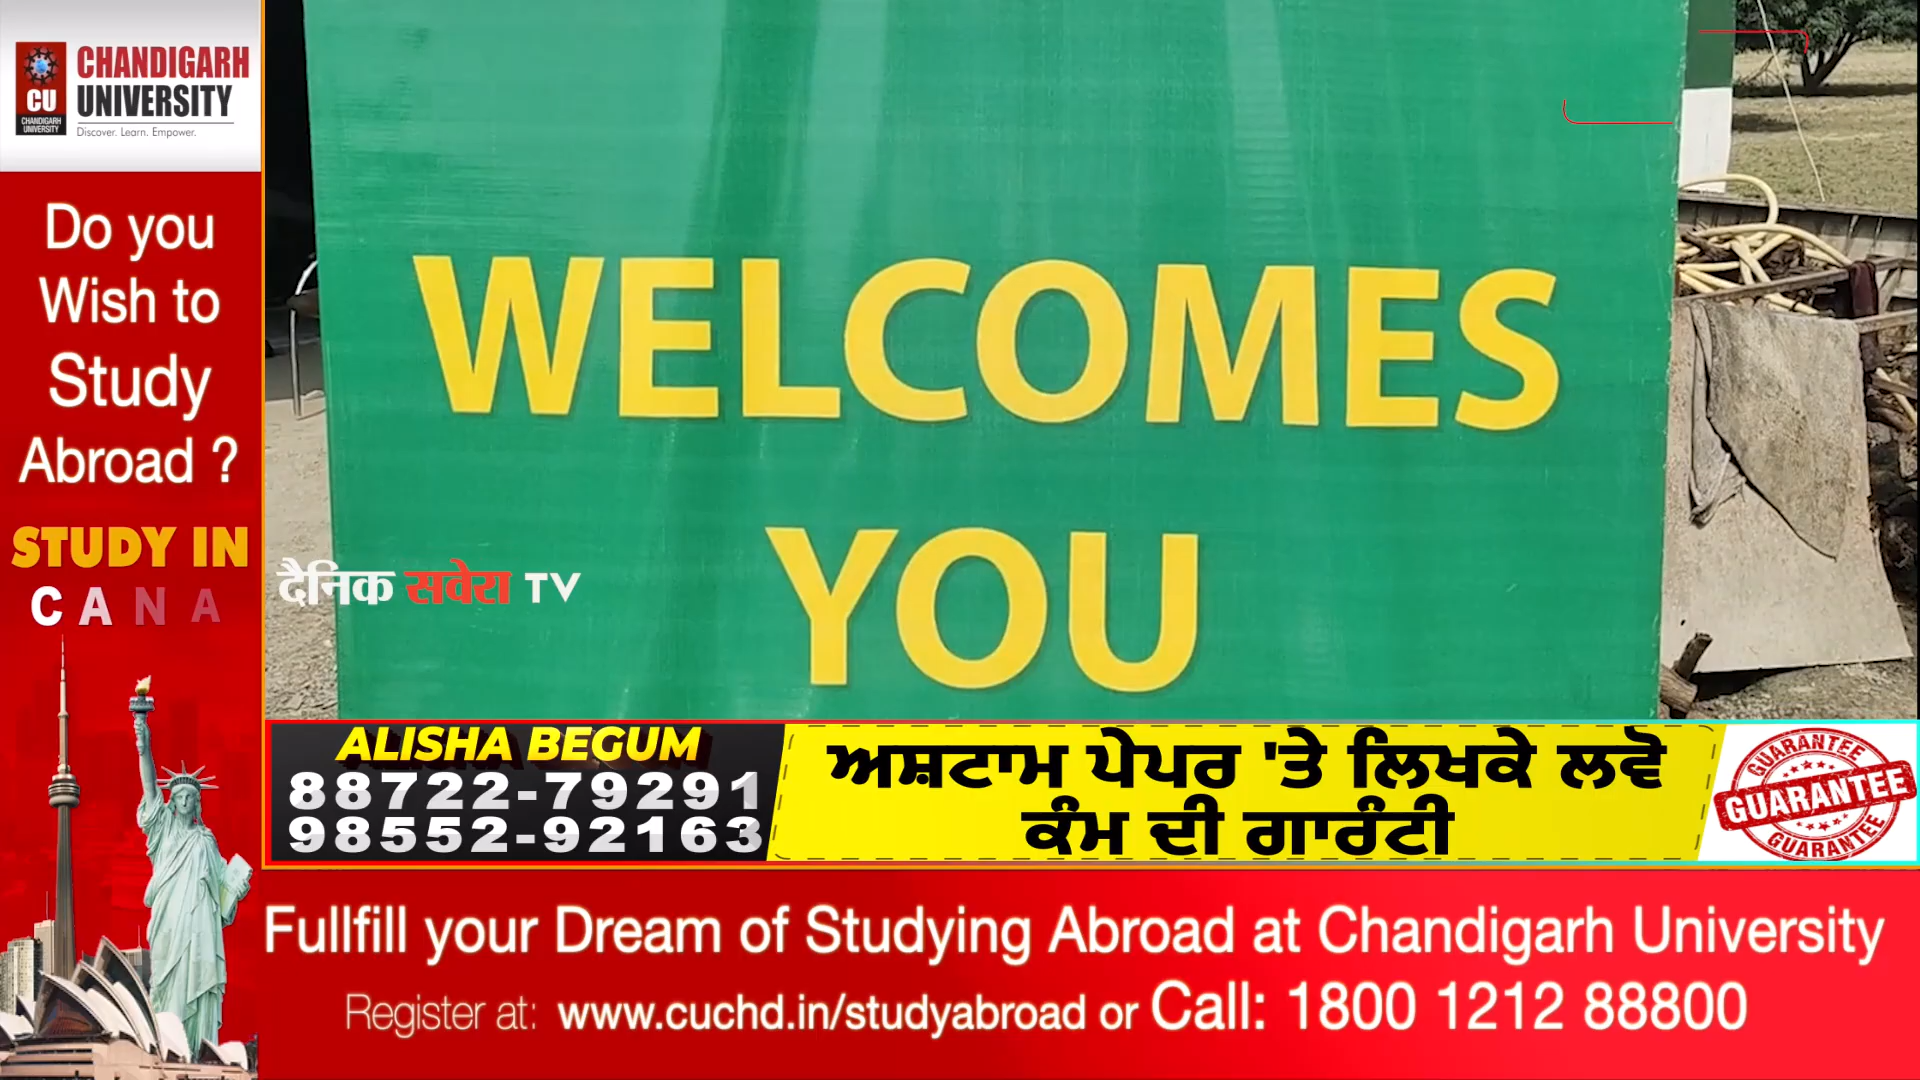 CHANDIGARH
UNIVERSITY
CU
CHANDIGARH
UNIVERSITY
Discover. Learn. Empower.
Do you
Wish to
Study
Abroad ?
STUDY IN
CANA
WELCOMES
YOU
दैनिक सवेरा TV
ALISHA BEGUM
88722-79291
98552-92163
ਅਸ਼ਟਾਮ ਪੇਪਰ 'ਤੇ ਲਿਖਕੇ ਲਵੋ
ਕੰਮ ਦੀ ਗਾਰੰਟੀ
GUARANTEE
GUARANTEE
GUARANTEE
Fullfill your Dream of Studying Abroad at Chandigarh University
Register at: www.cuchd.in/studyabroad or Call: 1800 1212 88800